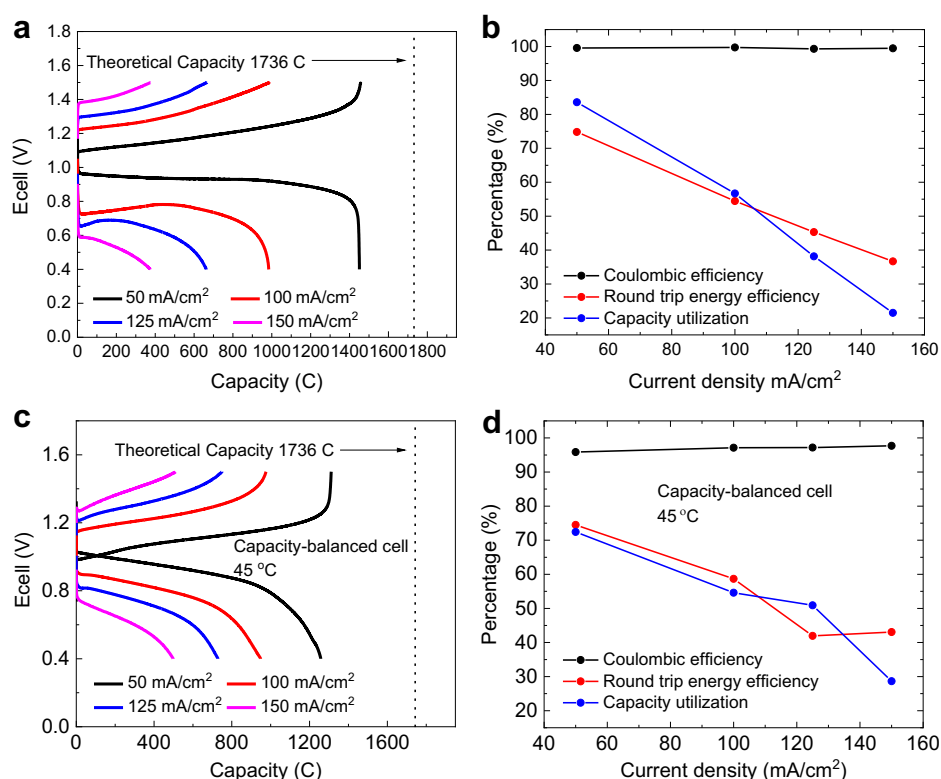 a
Ecell (V)
1.8
1.6
1.4
1.2
1.0
0.8
0.6
0.4
0.2
0.0
Theoretical Capacity 1736 C
50 mA/cm²
100 mA/cm²
125 mA/cm²
150 mA/cm²
0 200 400 600 800 1000 1200 1400 1600 1800
Capacity (C)
b
Percentage (%)
100
90
80
70
60
50
40
30
20
Coulombic efficiency
Round trip energy efficiency
Capacity utilization
40 60 80 100 120 140 160
Current density mA/cm²
c
Ecell (V)
2.0
1.6
1.2
0.8
0.4
0.0
Theoretical Capacity 1736 C
Capacity-balanced cell
45 °C
50 mA/cm²
100 mA/cm²
125 mA/cm²
150 mA/cm²
0 400 800 1200 1600
Capacity (C)
d
Percentage (%)
100
90
80
70
60
50
40
30
20
Capacity-balanced cell
45 °C
Coulombic efficiency
Round trip energy efficiency
Capacity utilization
40 60 80 100 120 140 160
Current density (mA/cm²)